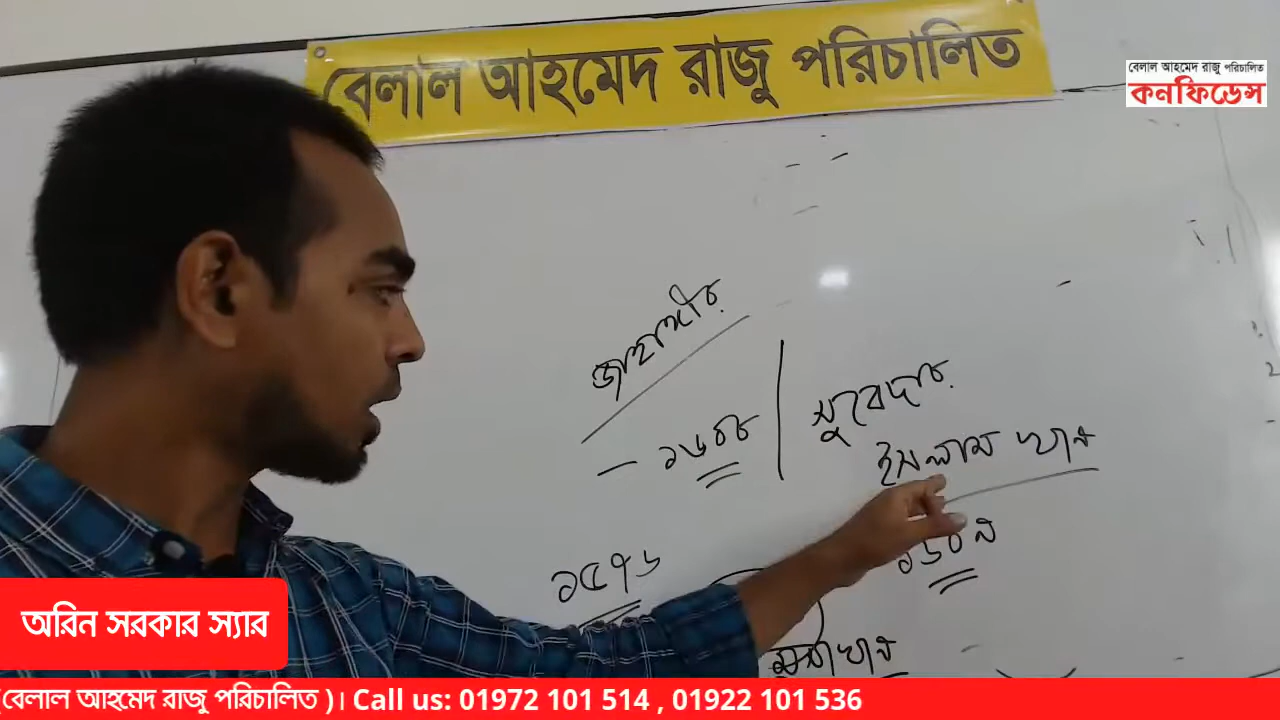 বেলাল আহমেদ রাজু পরিচালিত
বেলাল আহমেদ রাজু পরিচালিত
কনফিডেন্স
জাহাঙ্গীর
সুবেদার
ইসলাম খান
১৫৭৬
মুসা খান
অরিন সরকার স্যার
(বেলাল আহমেদ রাজু পরিচালিত )। Call us: 01972 101 514 , 01922 101 536